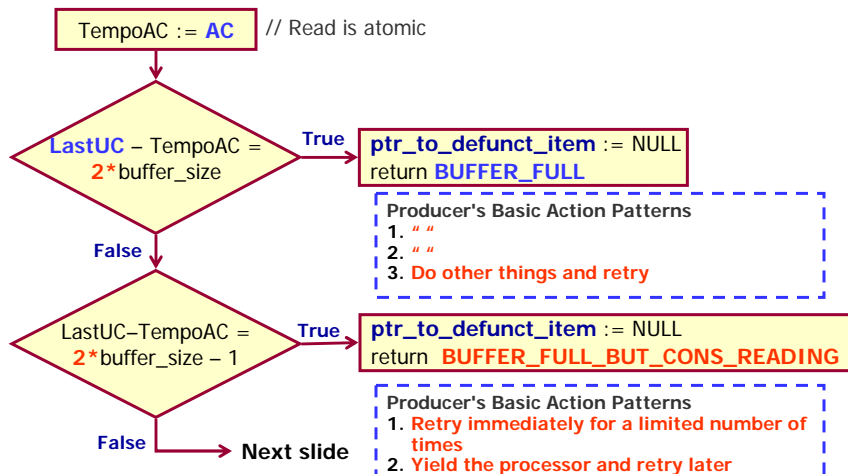 TempoAC := AC // Read is atomic
LastUC – TempoAC =
2*buffer_size
True
ptr_to_defunct_item := NULL
return BUFFER_FULL
Producer's Basic Action Patterns
1. “ “
2. “ “
3. Do other things and retry
False
LastUC–TempoAC =
2*buffer_size – 1
True
ptr_to_defunct_item := NULL
return BUFFER_FULL_BUT_CONS_READING
Producer's Basic Action Patterns
1. Retry immediately for a limited number of
times
2. Yield the processor and retry later
False
Next slide